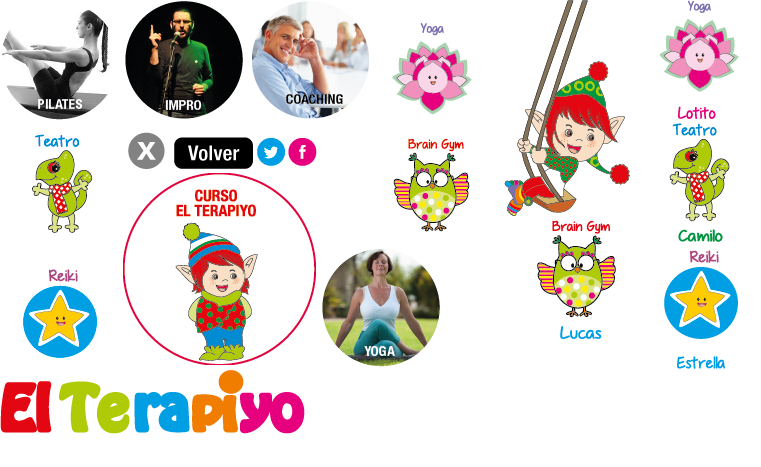 PILATES
IMPRO
COACHING
Yoga
Yoga
Lotito
Teatro
Teatro
X
Volver
Brain Gym
CURSO
EL TERAPIYO
Brain Gym
Camilo
Reiki
Reiki
YOGA
Lucas
Estrella
El Terapiyo